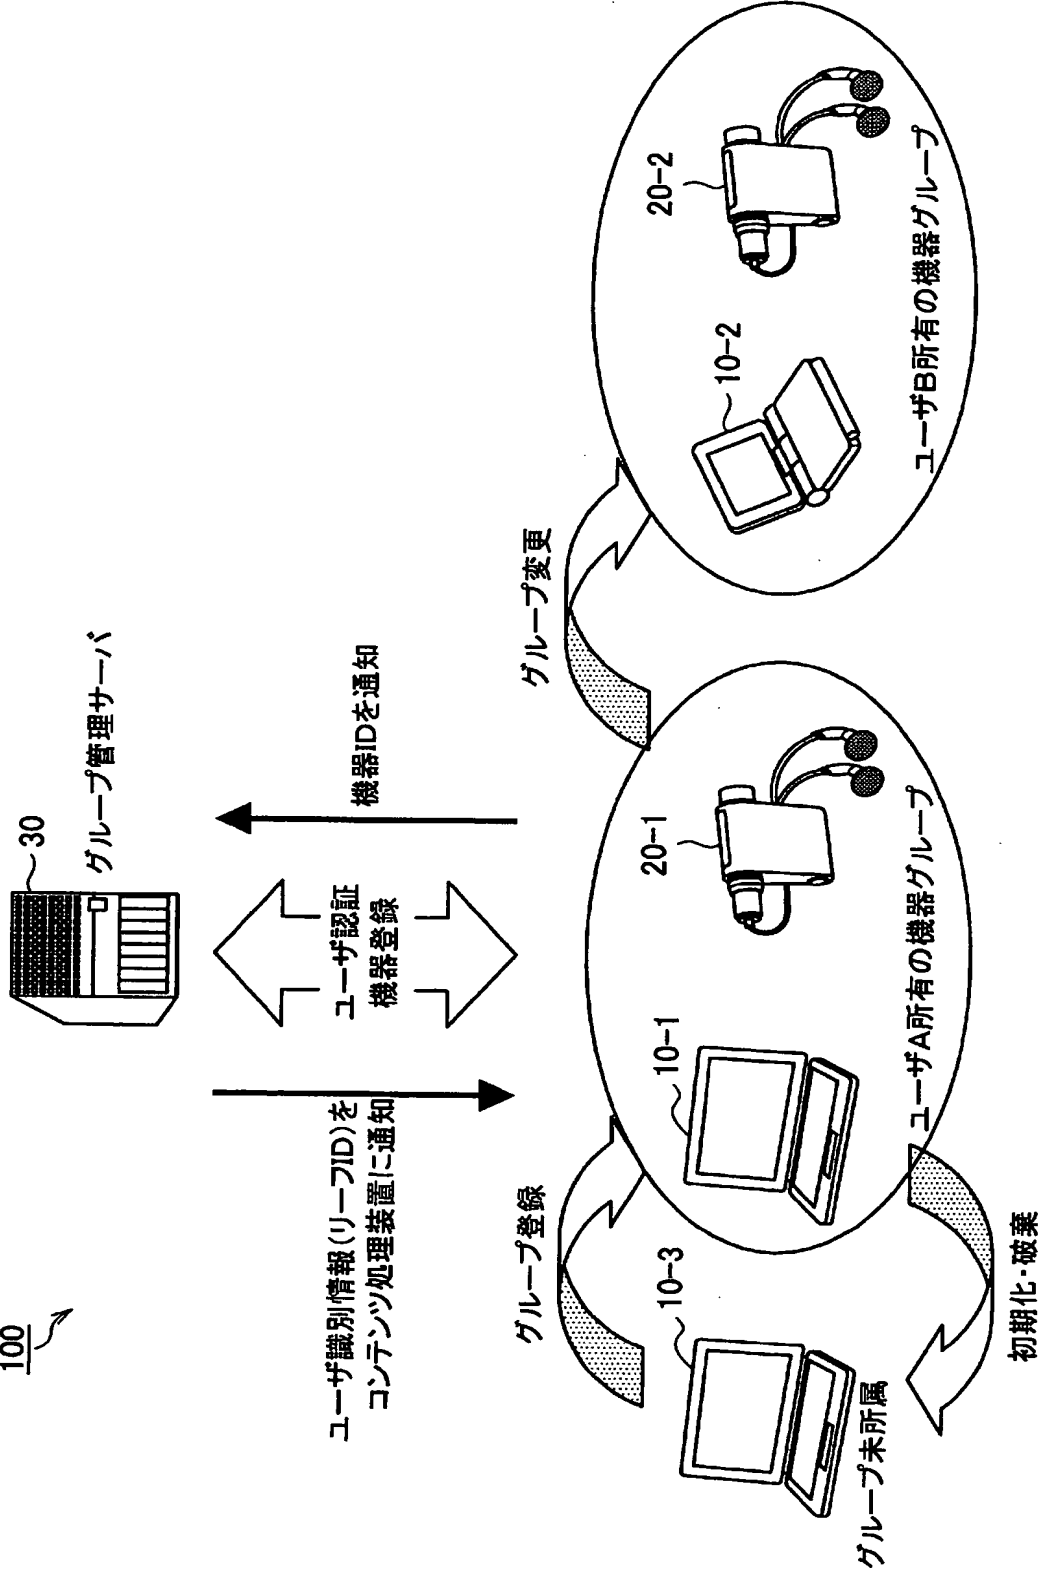 100
30
グループ管理サーバ
ユーザ識別情報(リーフID)を
コンテンツ処理装置に通知
ユーザ認証
機器登録
機器IDを通知
グループ登録
グループ変更
10-3
10-1
20-1
10-2
20-2
グループ未所属
ユーザA所有の機器グループ
ユーザB所有の機器グループ
初期化・破棄